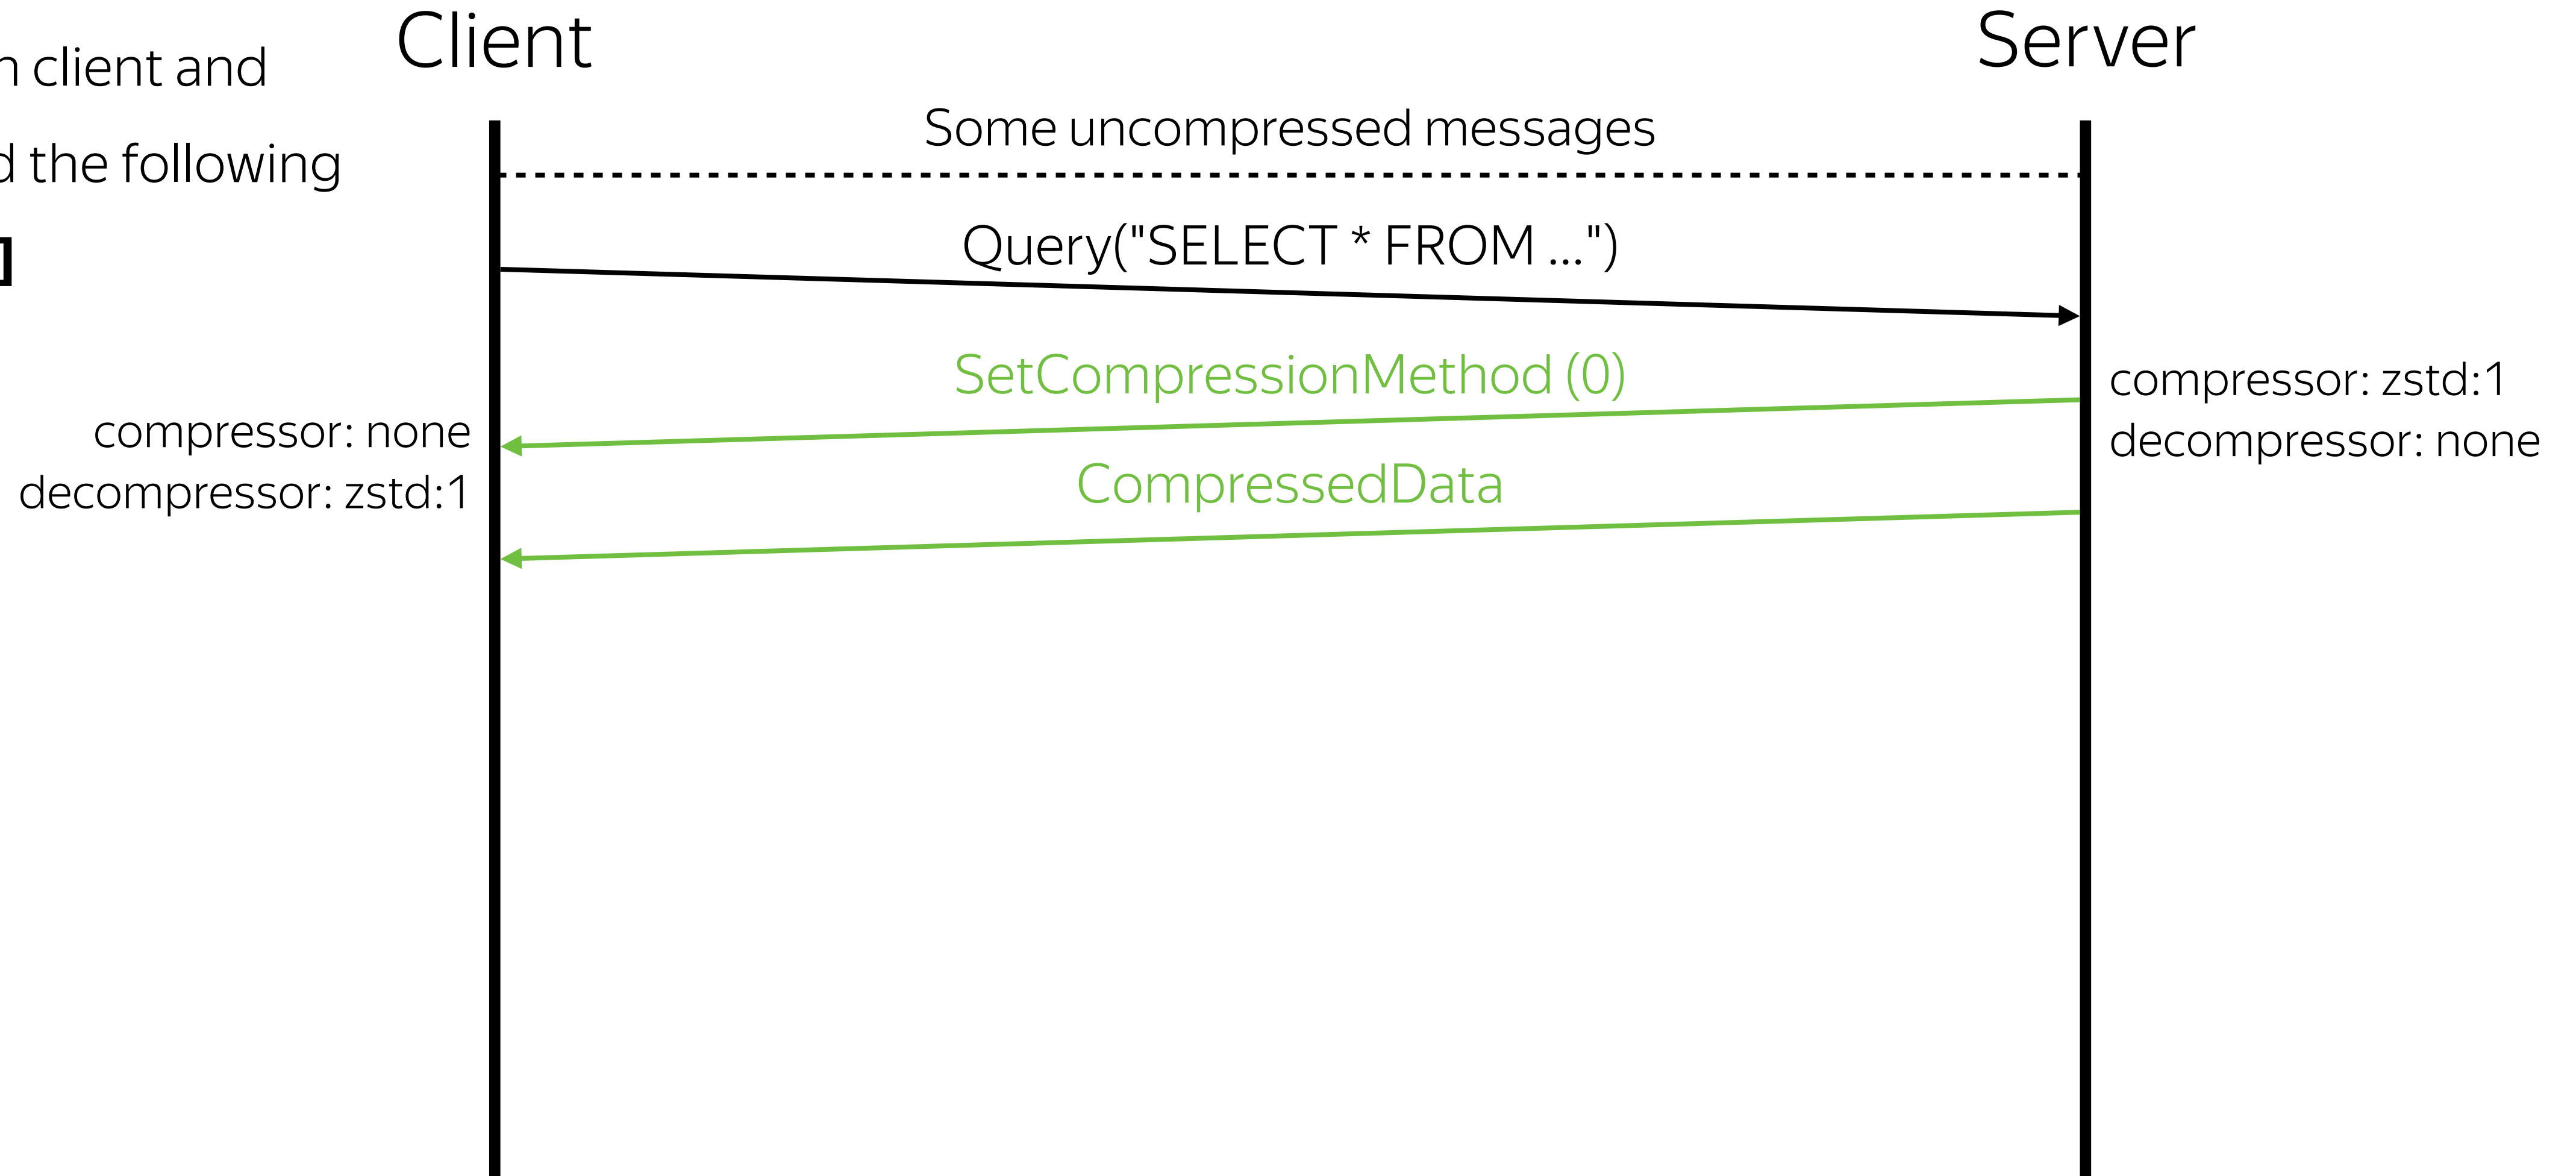 Client
Server
client and
the following
]
Some uncompressed messages
Query("SELECT * FROM ...")
SetCompressionMethod (0)
compressor: zstd:1
decompressor: none
compressor: none
decompressor: zstd:1
CompressedData